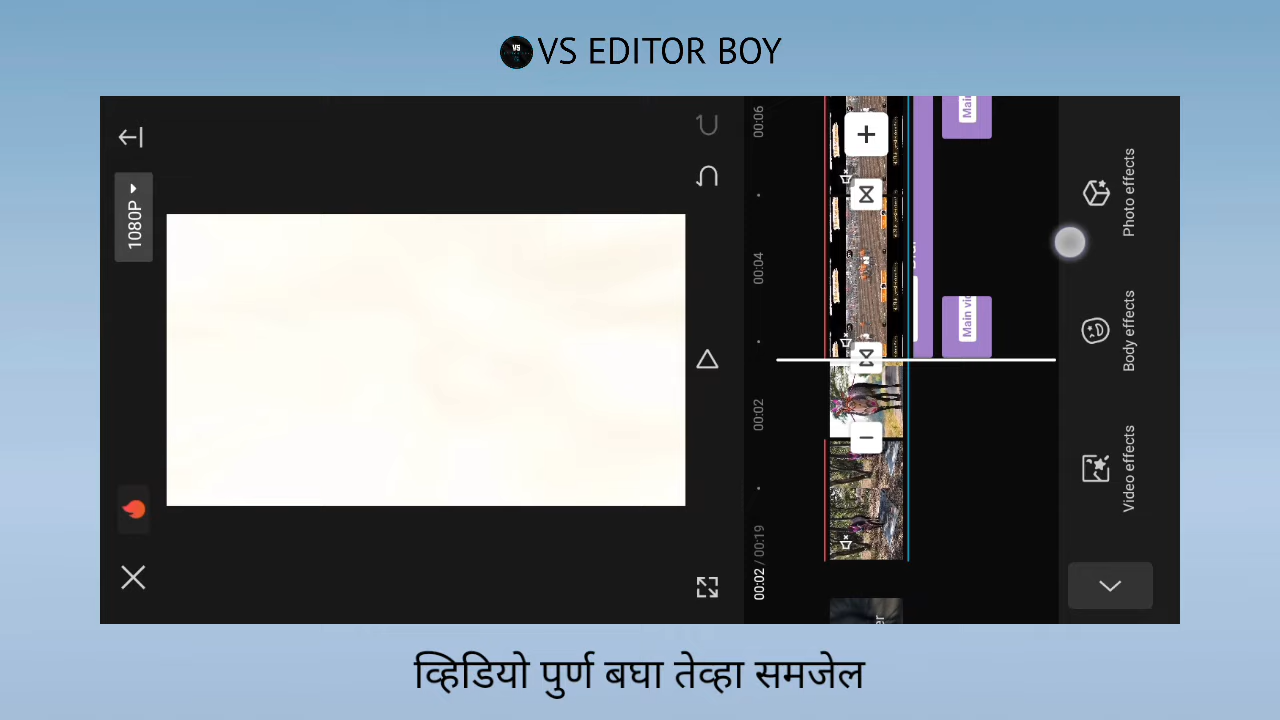 VS EDITOR BOY
1080P
00:06
00:04
00:02
00:02 / 00:19
Main vid
Photo effects
Body effects
Video effects
व्हिडियो पुर्ण बघा तेव्हा समजेल